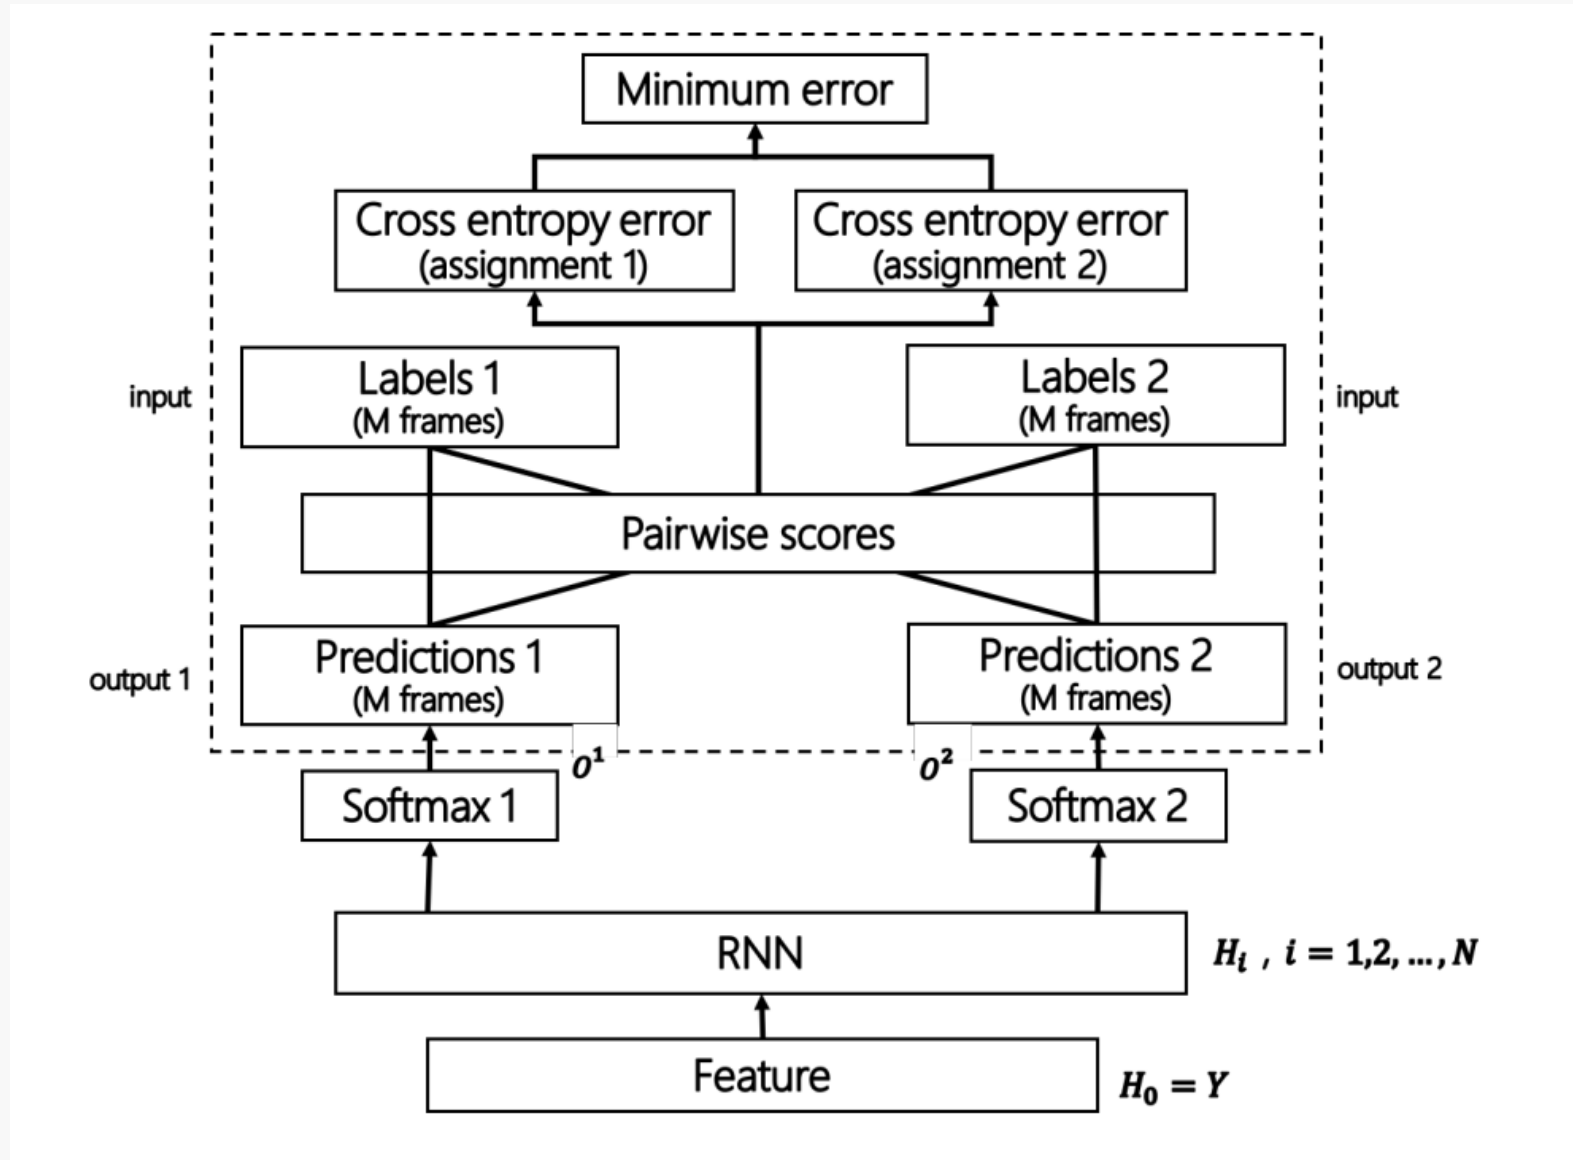 Minimum error
Cross entropy error
(assignment 1)
Cross entropy error
(assignment 2)
Labels 1
(M frames)
Labels 2
(M frames)
input
input
Pairwise scores
Predictions 1
(M frames)
Predictions 2
(M frames)
output 1
output 2
O¹
O²
Softmax 1
Softmax 2
RNN
Hᵢ , i = 1,2, ..., N
Feature
H₀ = Y